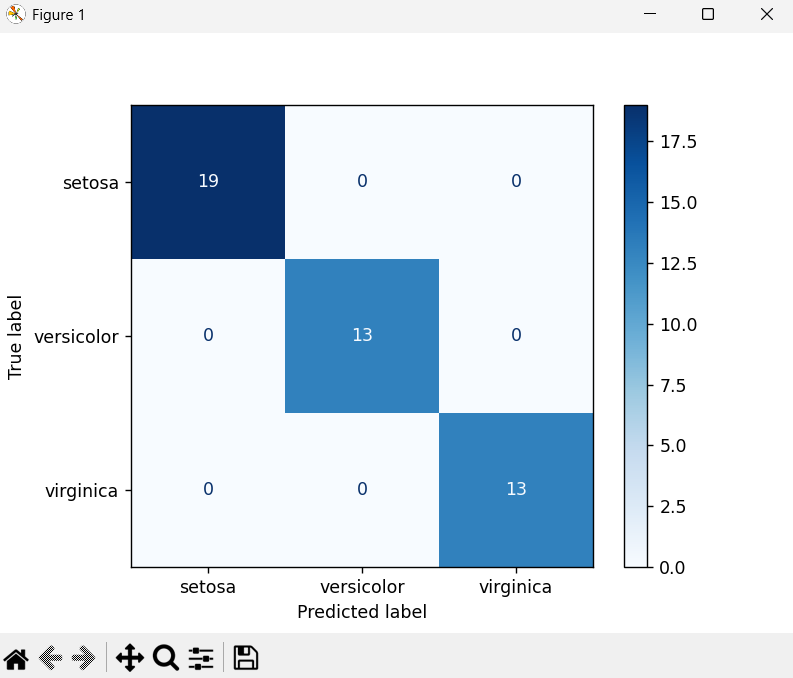 Figure 1
17.5
setosa 19 0 0
15.0
12.5
True label
versicolor 0 13 0
10.0
7.5
5.0
virginica 0 0 13
2.5
0.0
setosa versicolor virginica
Predicted label